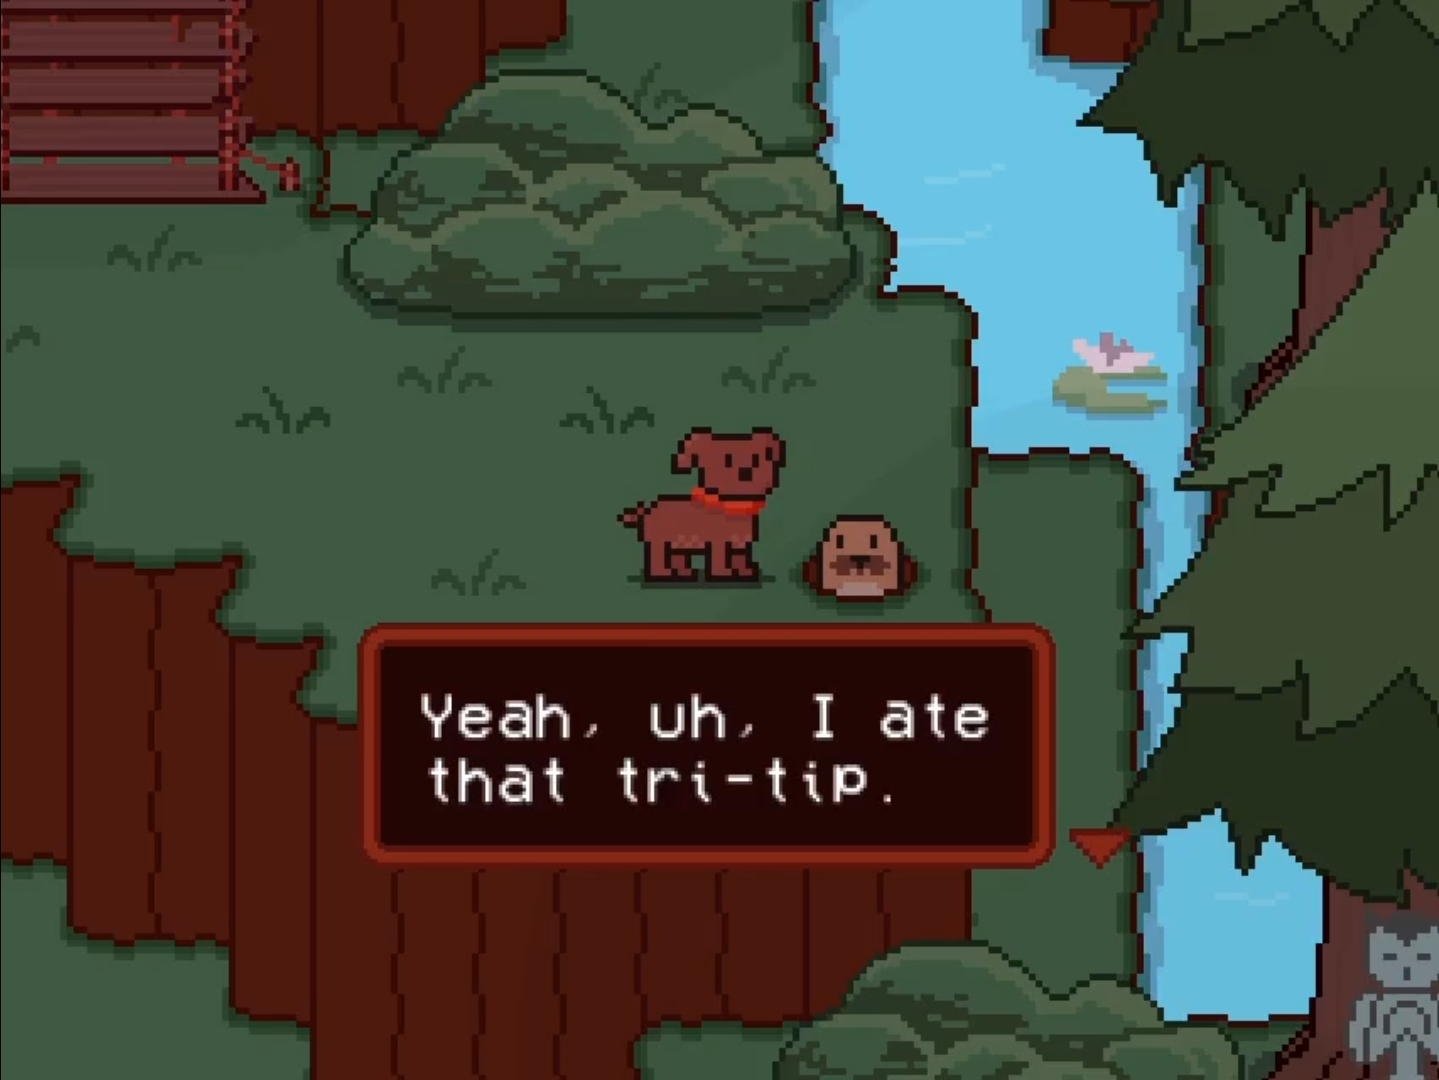 Yeah, uh, I ate
that tri-tip.